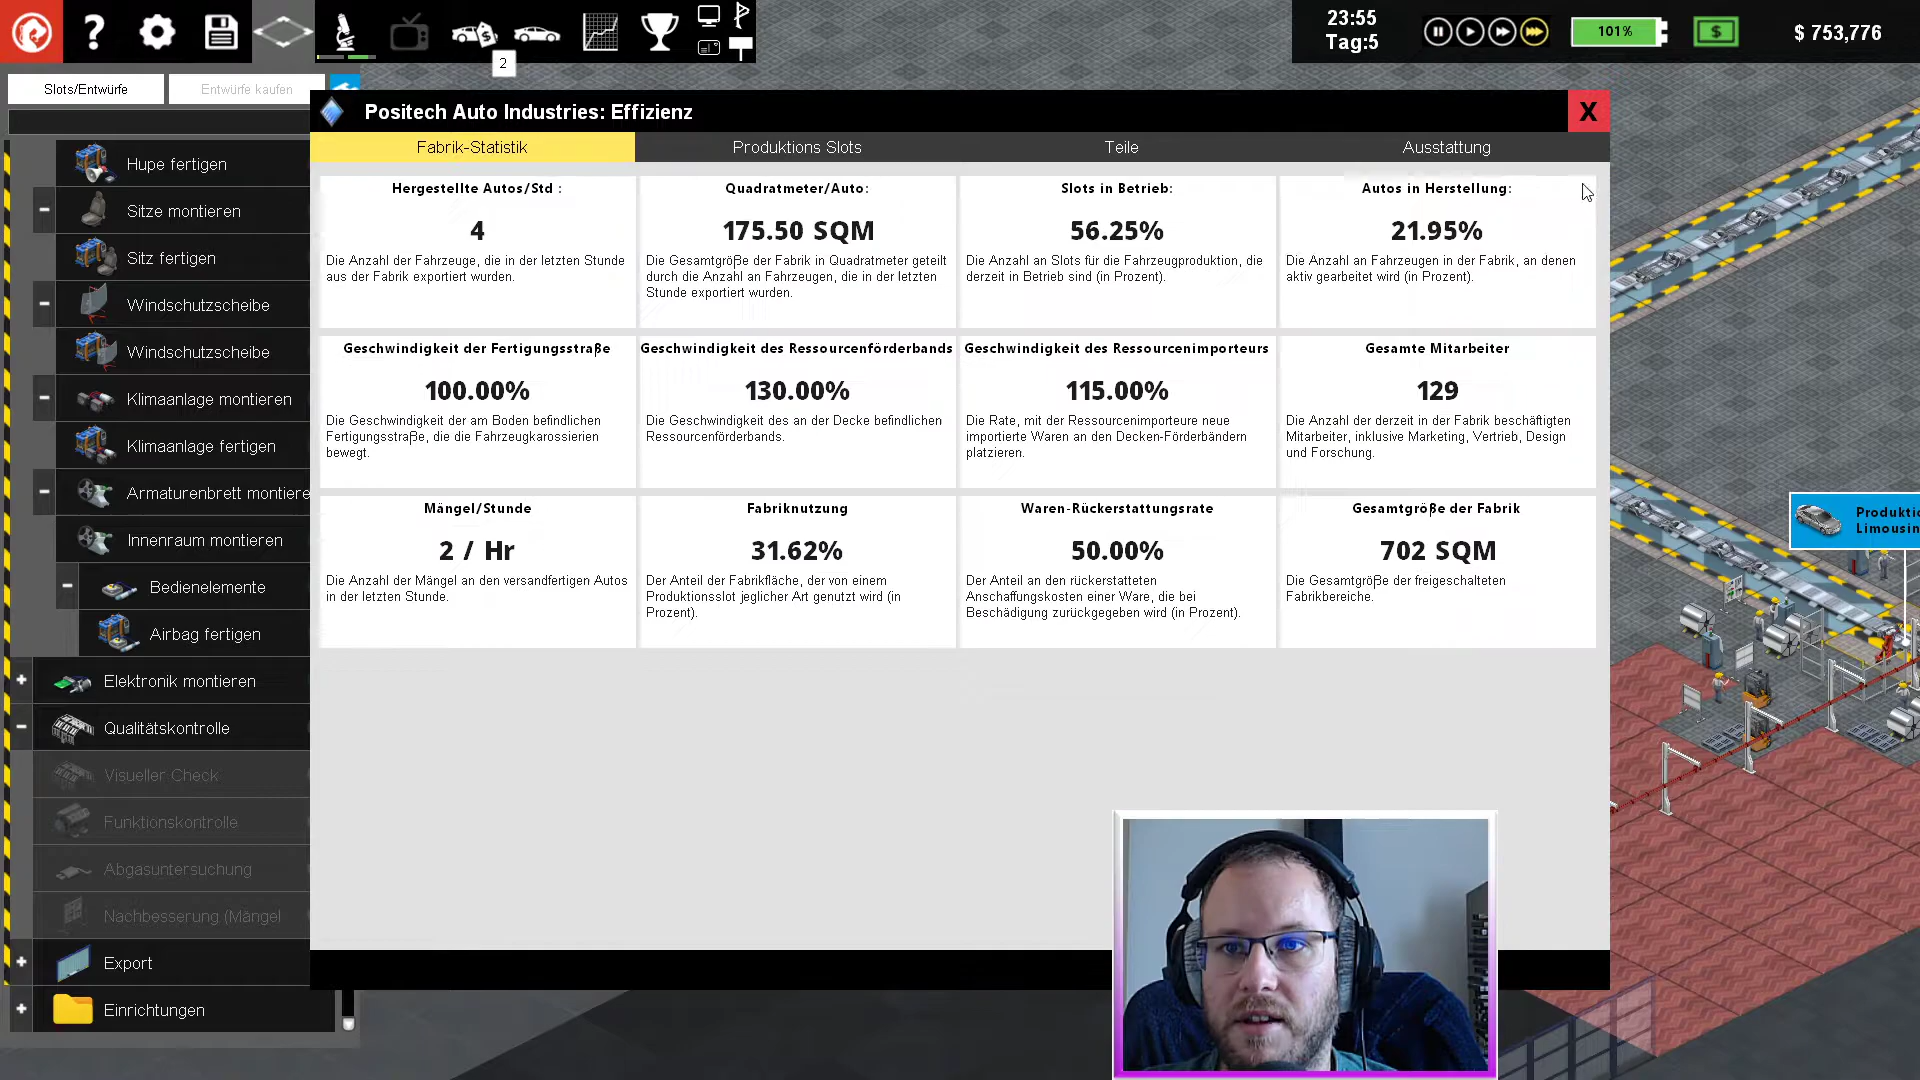 23:55
Tag:5
101%
$ 753,776
2
Slots/Entwürfe
Entwürfe kaufen
Positech Auto Industries: Effizienz
X
Fabrik-Statistik
Produktions Slots
Teile
Ausstattung
Hupe fertigen
Sitze montieren
Sitz fertigen
Windschutzscheibe
Windschutzscheibe
Klimaanlage montieren
Klimaanlage fertigen
Armaturenbrett montiere
Innenraum montieren
Bedienelemente
Airbag fertigen
Elektronik montieren
Qualitätskontrolle
Visueller Check
Funktionskontrolle
Abgasuntersuchung
Nachbesserung (Mängel
Export
Einrichtungen
Hergestellte Autos/Std :
4
Die Anzahl der Fahrzeuge, die in der letzten Stunde
aus der Fabrik exportiert wurden.
Quadratmeter/Auto:
175.50 SQM
Die Gesamtgröße der Fabrik in Quadratmeter geteilt
durch die Anzahl an Fahrzeugen, die in der letzten
Stunde exportiert wurden.
Slots in Betrieb:
56.25%
Die Anzahl an Slots für die Fahrzeugproduktion, die
derzeit in Betrieb sind (in Prozent).
Autos in Herstellung:
21.95%
Die Anzahl an Fahrzeugen in der Fabrik, an denen
aktiv gearbeitet wird (in Prozent).
Geschwindigkeit der Fertigungsstraße
100.00%
Die Geschwindigkeit der am Boden befindlichen
Fertigungsstraße, die die Fahrzeugkarossierien
bewegt.
Geschwindigkeit des Ressourcenförderbands
130.00%
Die Geschwindigkeit des an der Decke befindlichen
Ressourcenförderbands.
Geschwindigkeit des Ressourcenimporteurs
115.00%
Die Rate, mit der Ressourcenimporteure neue
importierte Waren an den Decken-Förderbändern
platzieren.
Gesamte Mitarbeiter
129
Die Anzahl der derzeit in der Fabrik beschäftigten
Mitarbeiter, inklusive Marketing, Vertrieb, Design
und Forschung.
Mängel/Stunde
2 / Hr
Die Anzahl der Mängel an den versandfertigen Autos
in der letzten Stunde.
Fabriknutzung
31.62%
Der Anteil der Fabrikfläche, der von einem
Produktionsslot jeglicher Art genutzt wird (in
Prozent).
Waren-Rückerstattungsrate
50.00%
Der Anteil an den rückerstatteten
Anschaffungskosten einer Ware, die bei
Beschädigung zurückgegeben wird (in Prozent).
Gesamtgröße der Fabrik
702 SQM
Die Gesamtgröße der freigeschalteten
Fabrikbereiche.
Produktio
Limousin